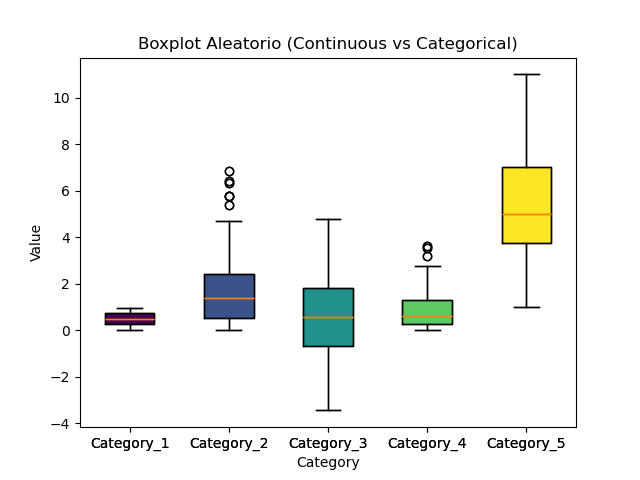 Boxplot Aleatorio (Continuous vs Categorical)
Value
10
8
6
4
2
0
−2
−4
Category_1
Category_2
Category_3
Category_4
Category_5
Category